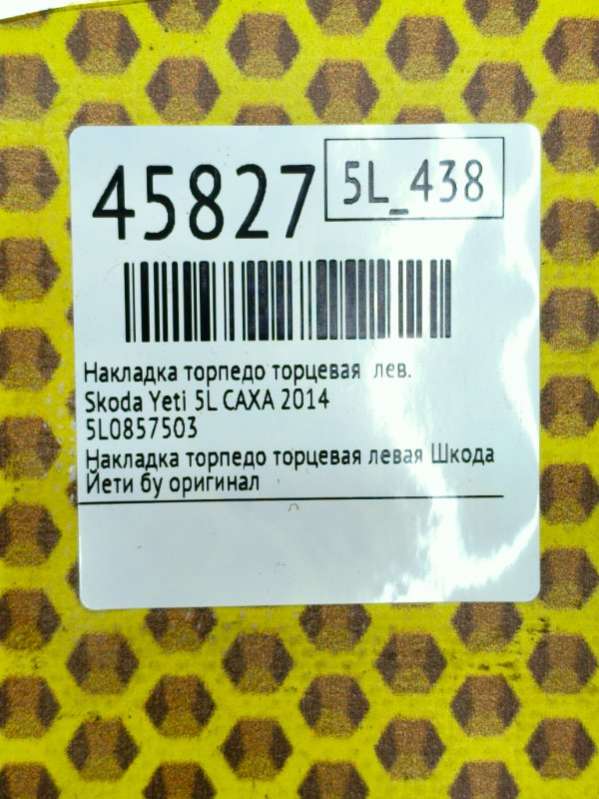 45827
5L_438
Накладка торпедо торцевая лев.
Skoda Yeti 5L CAXA 2014
5L0857503
Накладка торпедо торцевая левая Шкода
Йети бу оригинал